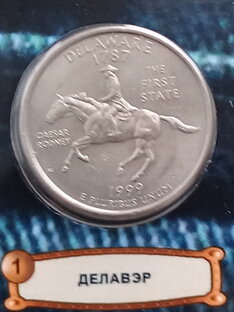 DELAWARE
1787
THE
FIRST
STATE
CAESAR
RODNEY
1999
E PLURIBUS UNUM
1
ДЕЛАВЭР